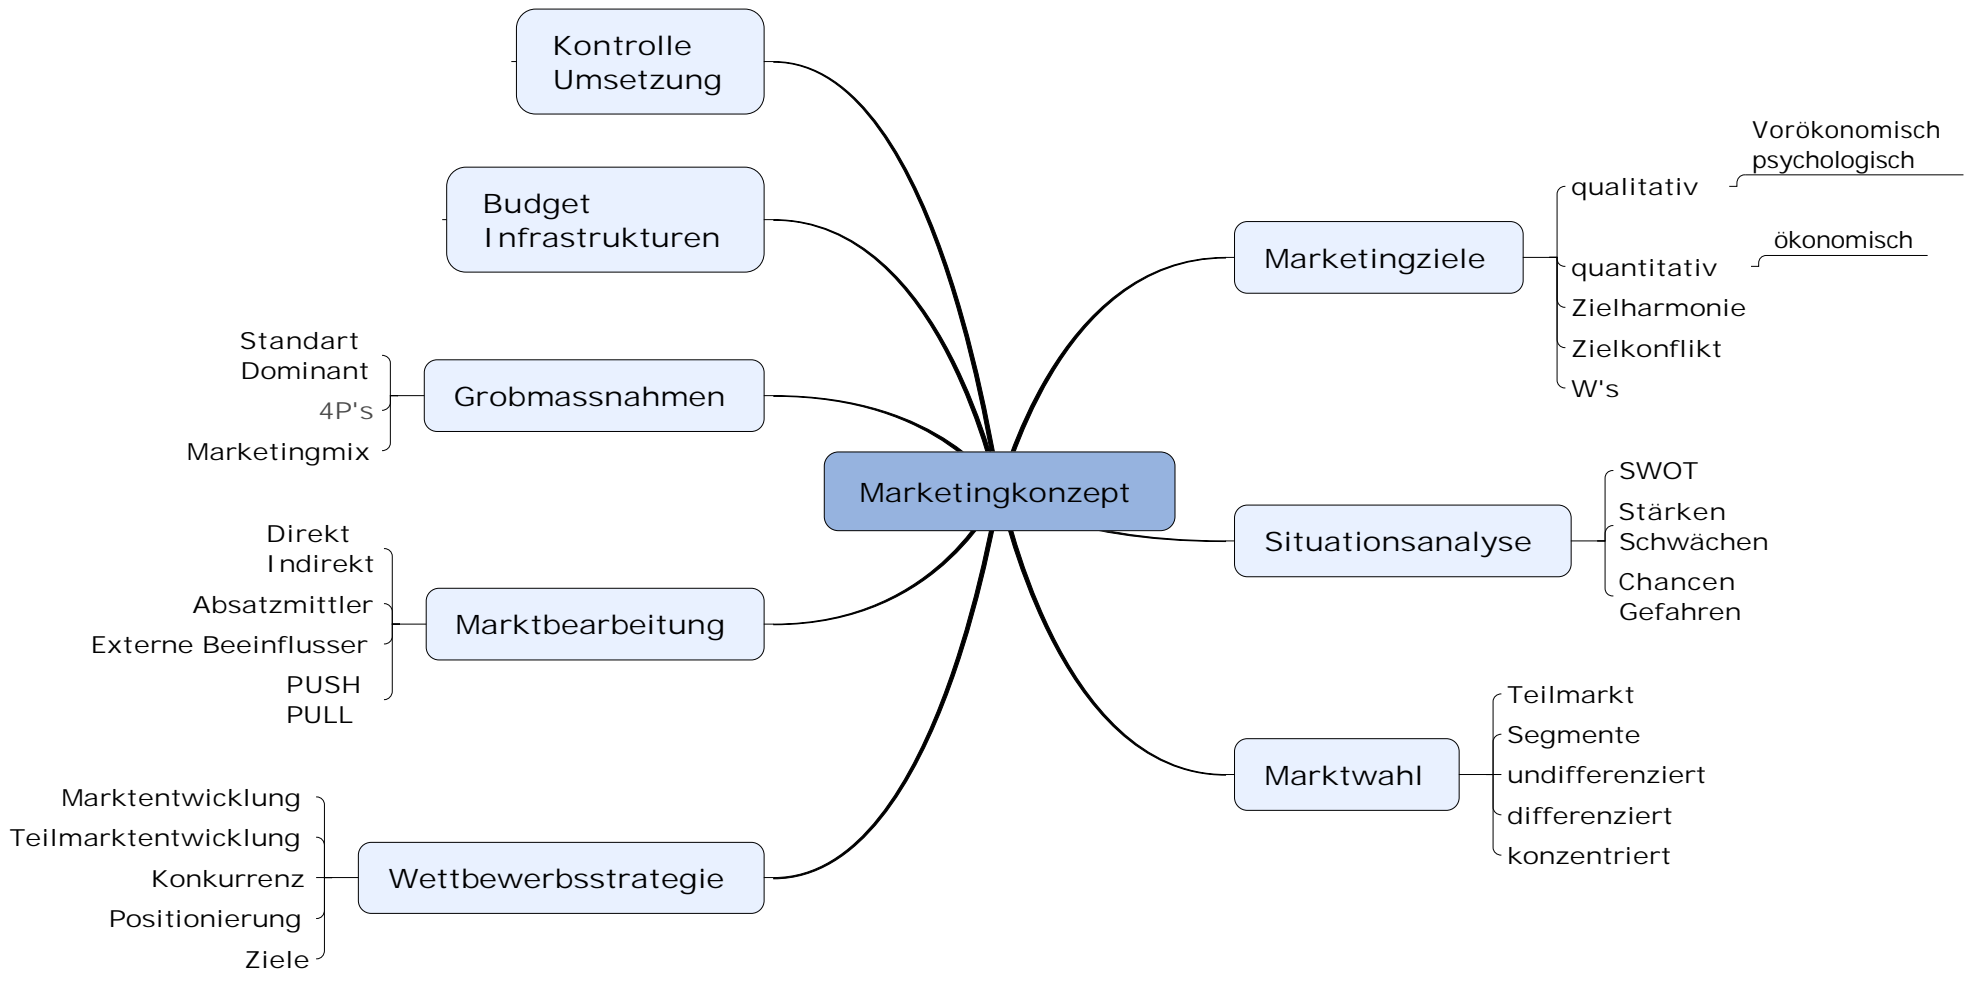 Kontrolle
Umsetzung
Budget
Infrastrukturen
Grobmassnahmen
Standart
Dominant
4P's
Marketingmix
Marktbearbeitung
Direkt
Indirekt
Absatzmittler
Externe Beeinflusser
PUSH
PULL
Wettbewerbsstrategie
Marktentwicklung
Teilmarktentwicklung
Konkurrenz
Positionierung
Ziele
Marketingkonzept
Marketingziele
qualitativ
Vorökonomisch
psychologisch
quantitativ
ökonomisch
Zielharmonie
Zielkonflikt
W's
Situationsanalyse
SWOT
Stärken
Schwächen
Chancen
Gefahren
Marktwahl
Teilmarkt
Segmente
undifferenziert
differenziert
konzentriert